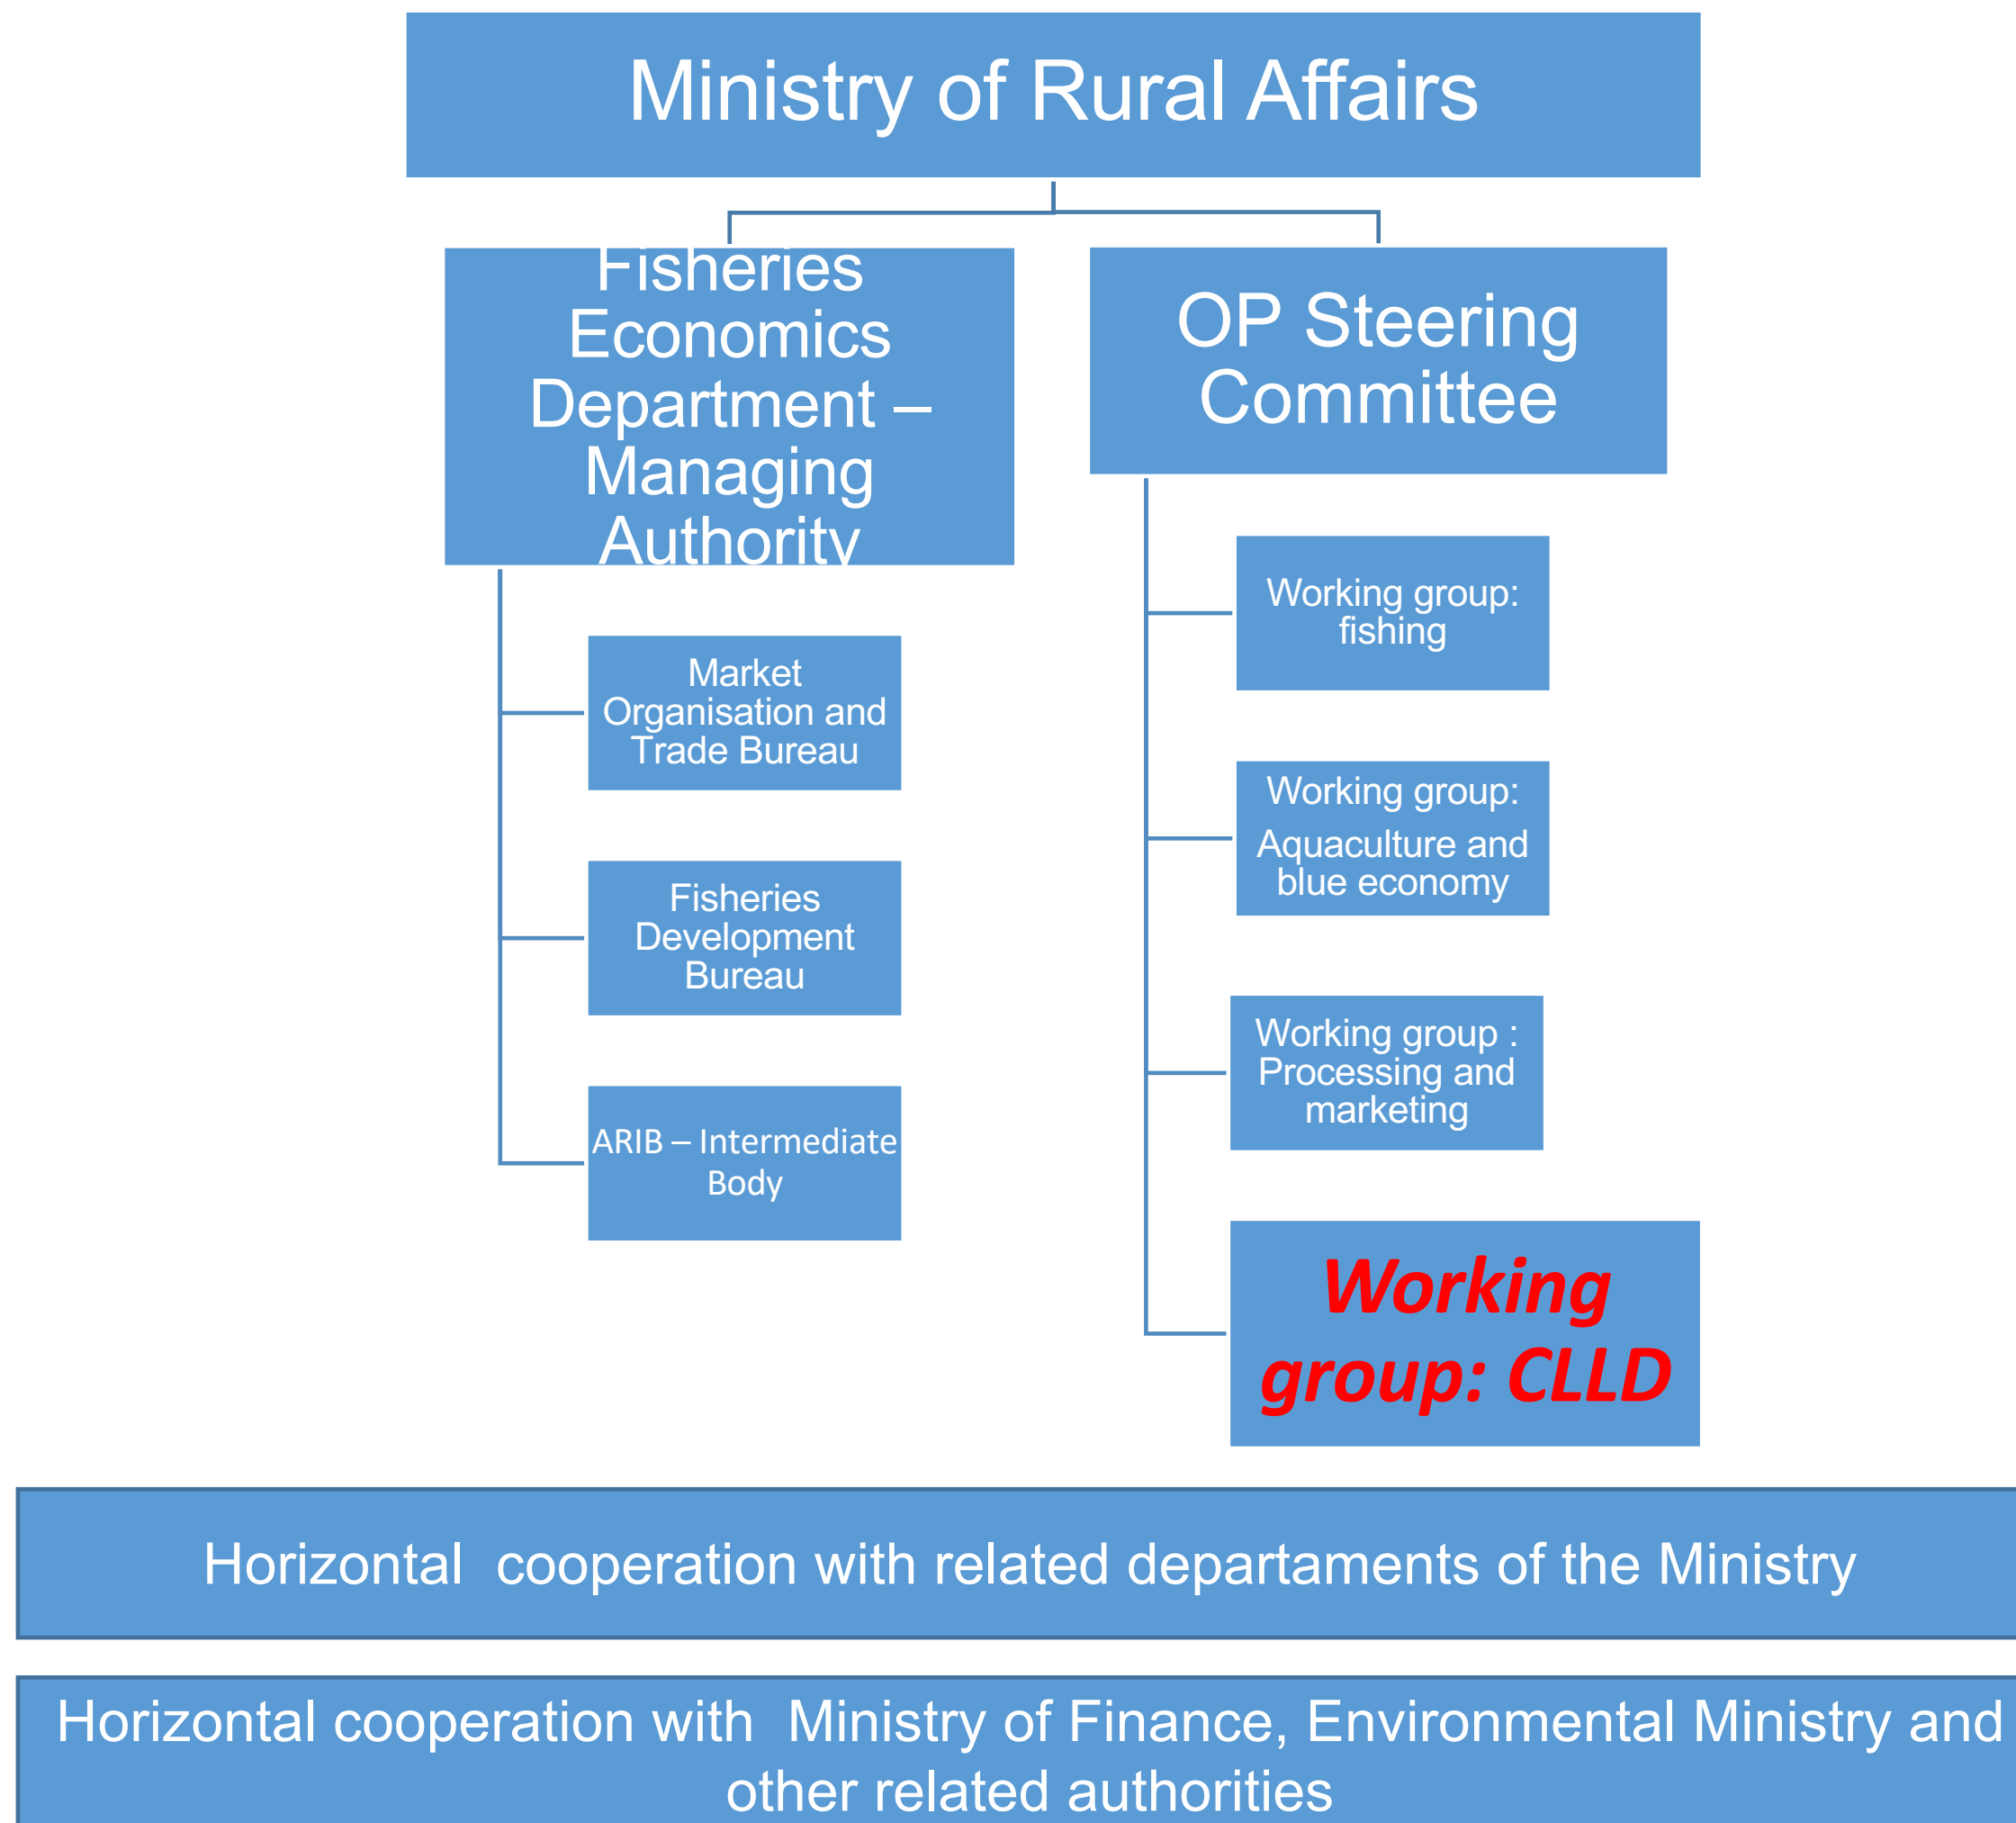 Ministry of Rural Affairs
Fisheries
Economics
Department –
Managing
Authority
Market
Organisation and
Trade Bureau
Fisheries
Development
Bureau
ARIB – Intermediate
Body
OP Steering
Committee
Working group:
fishing
Working group:
Aquaculture and
blue economy
Working group :
Processing and
marketing
Working
group: CLLD
Horizontal  cooperation with related departaments of the Ministry
Horizontal cooperation with  Ministry of Finance, Environmental Ministry and
other related authorities